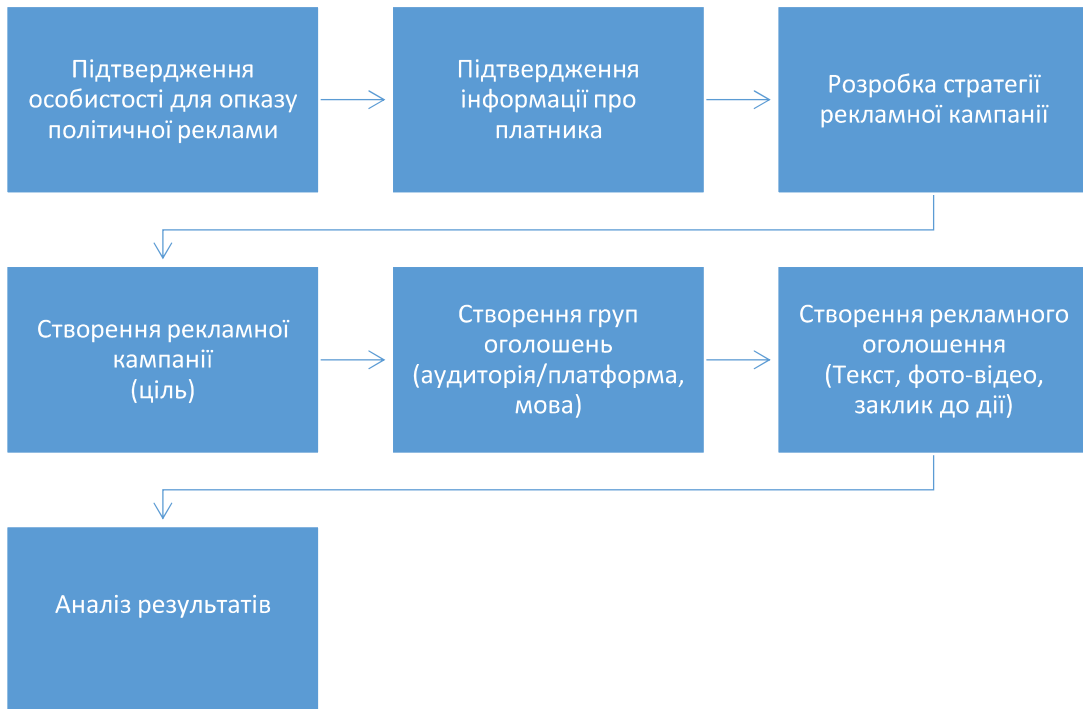 Підтвердження
особистості для опказу
політичної реклами
Підтвердження
інформації про
платника
Розробка стратегії
рекламної кампанії
Створення рекламної
кампанії
(ціль)
Створення груп
оголошень
(аудиторія/платформа,
мова)
Створення рекламного
оголошення
(Текст, фото-відео,
заклик до дії)
Аналіз результатів